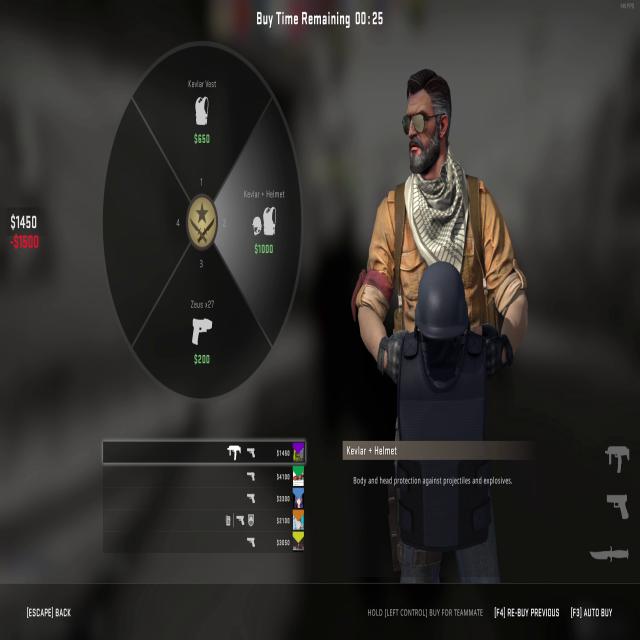 Buy Time Remaining 00:25
Kevlar Vest
$650
1
Kevlar + Helmet
$1000
4
2
3
Zeus x27
$200
$1450
-$1500
$1450
$4100
$3300
$2100
$3050
Kevlar + Helmet
Body and head protection against projectiles and explosives.
[ESCAPE] BACK
HOLD [LEFT CONTROL] BUY FOR TEAMMATE
[F4] RE-BUY PREVIOUS
[F3] AUTO BUY